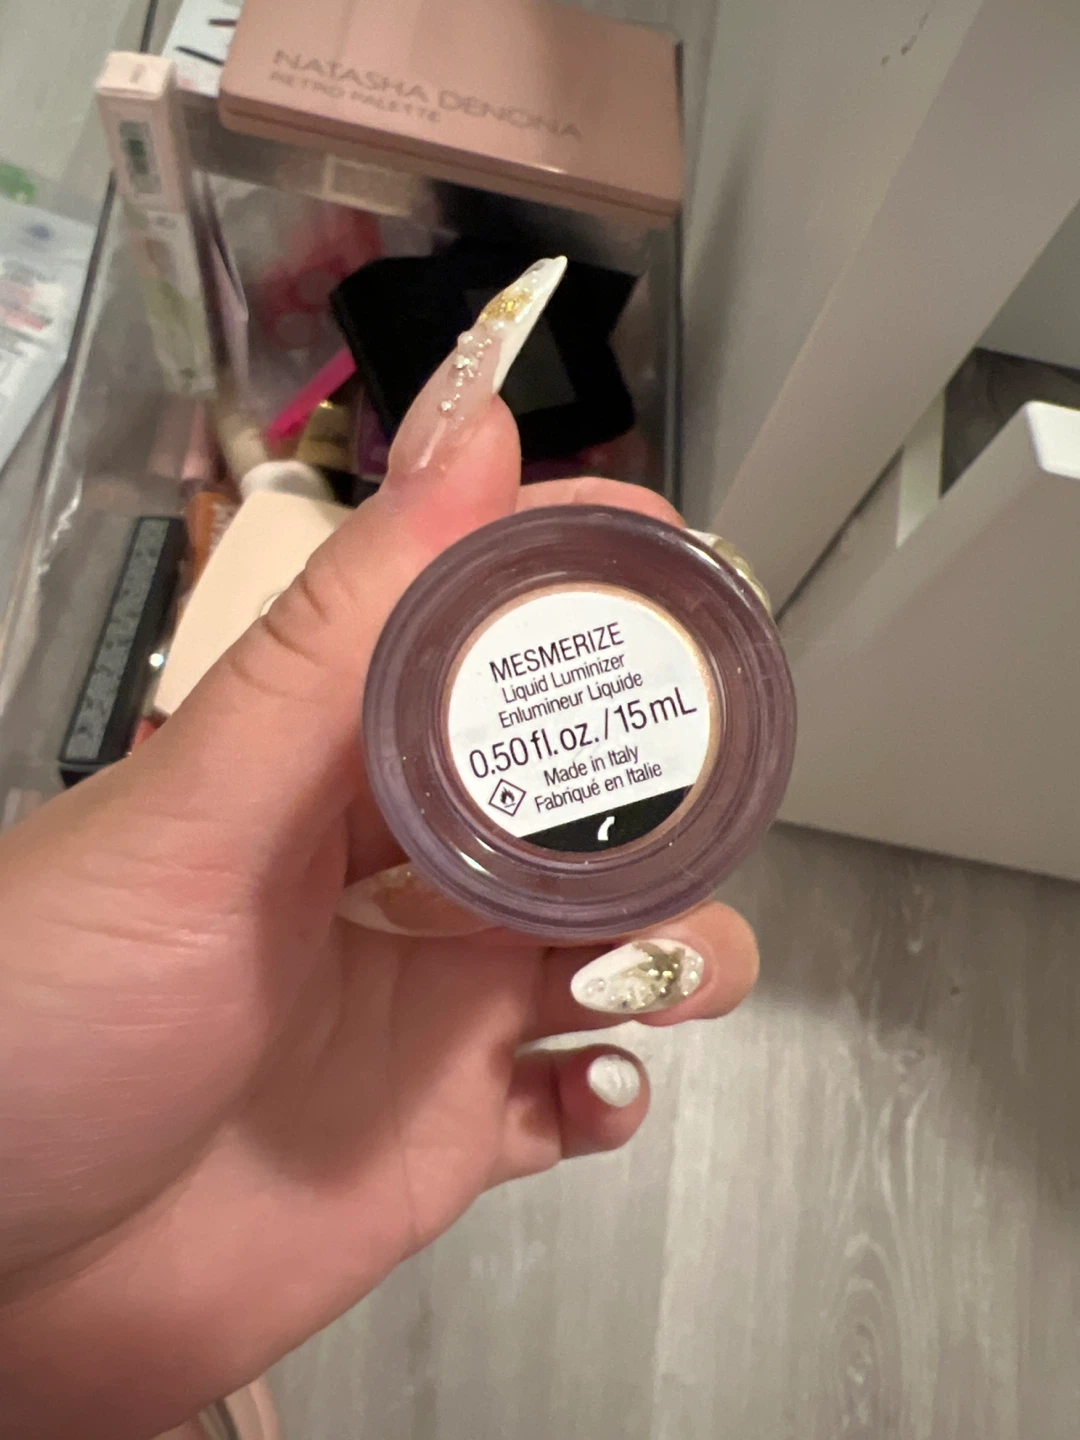 NATASHA DENONA
RETRO PALETTE
MESMERIZE
Liquid Luminizer
Enlumineur Liquide
0.50 fl. oz. / 15 mL
Made in Italy
Fabriqué en Italie